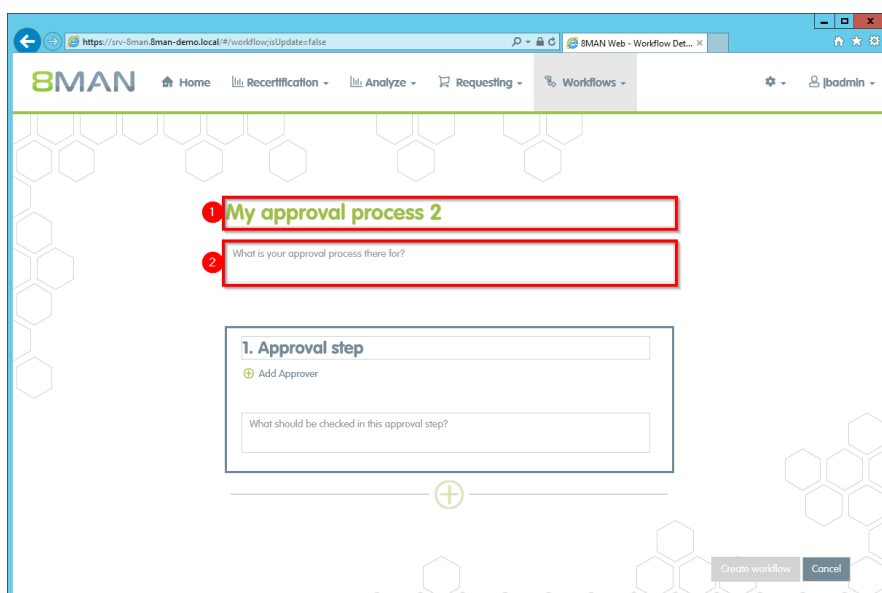 https://srv-8man.8man-demo.local/#/workflow;isUpdate=false
8MAN Web - Workflow Det...
8MAN
Home
Recertification
Analyze
Requesting
Workflows
jbadmin
1
My approval process 2
2
What is your approval process there for?
1. Approval step
Add Approver
What should be checked in this approval step?
Create workflow
Cancel